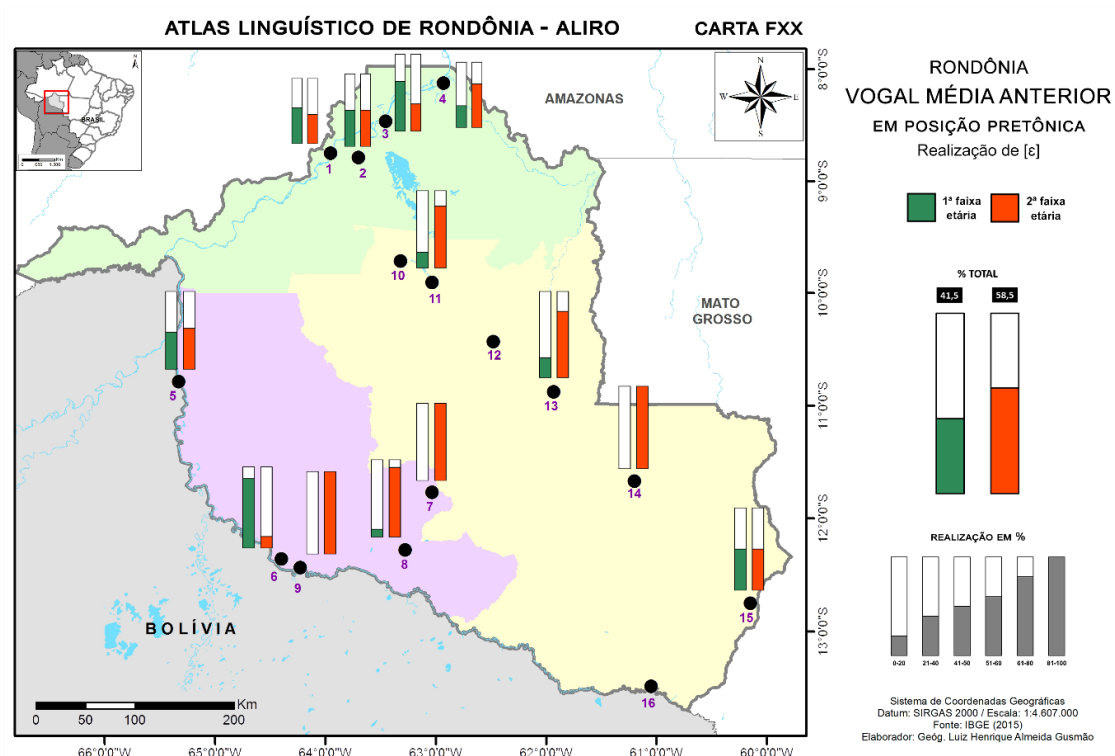 ATLAS LINGUÍSTICO DE RONDÔNIA - ALIRO
CARTA FXX
BRASIL
Km
N
AMAZONAS
N
W
E
S
MATO
GROSSO
BOLÍVIA
1
2
3
4
5
6
7
8
9
10
11
12
13
14
15
16
Km
0 50 100 200
66°0'0"W
65°0'0"W
64°0'0"W
63°0'0"W
62°0'0"W
61°0'0"W
60°0'0"W
8°0'0"S
9°0'0"S
10°0'0"S
11°0'0"S
12°0'0"S
13°0'0"S
RONDÔNIA
VOGAL MÉDIA ANTERIOR
EM POSIÇÃO PRETÔNICA
Realização de [ε]
1ª faixa
etária
2ª faixa
etária
% TOTAL
41,5
58,5
REALIZAÇÃO EM %
0-20 21-40 41-50 51-60 61-80 81-100
Sistema de Coordenadas Geográficas
Datum: SIRGAS 2000 / Escala: 1:4.607.000
Fonte: IBGE (2015)
Elaborador: Geóg. Luiz Henrique Almeida Gusmão